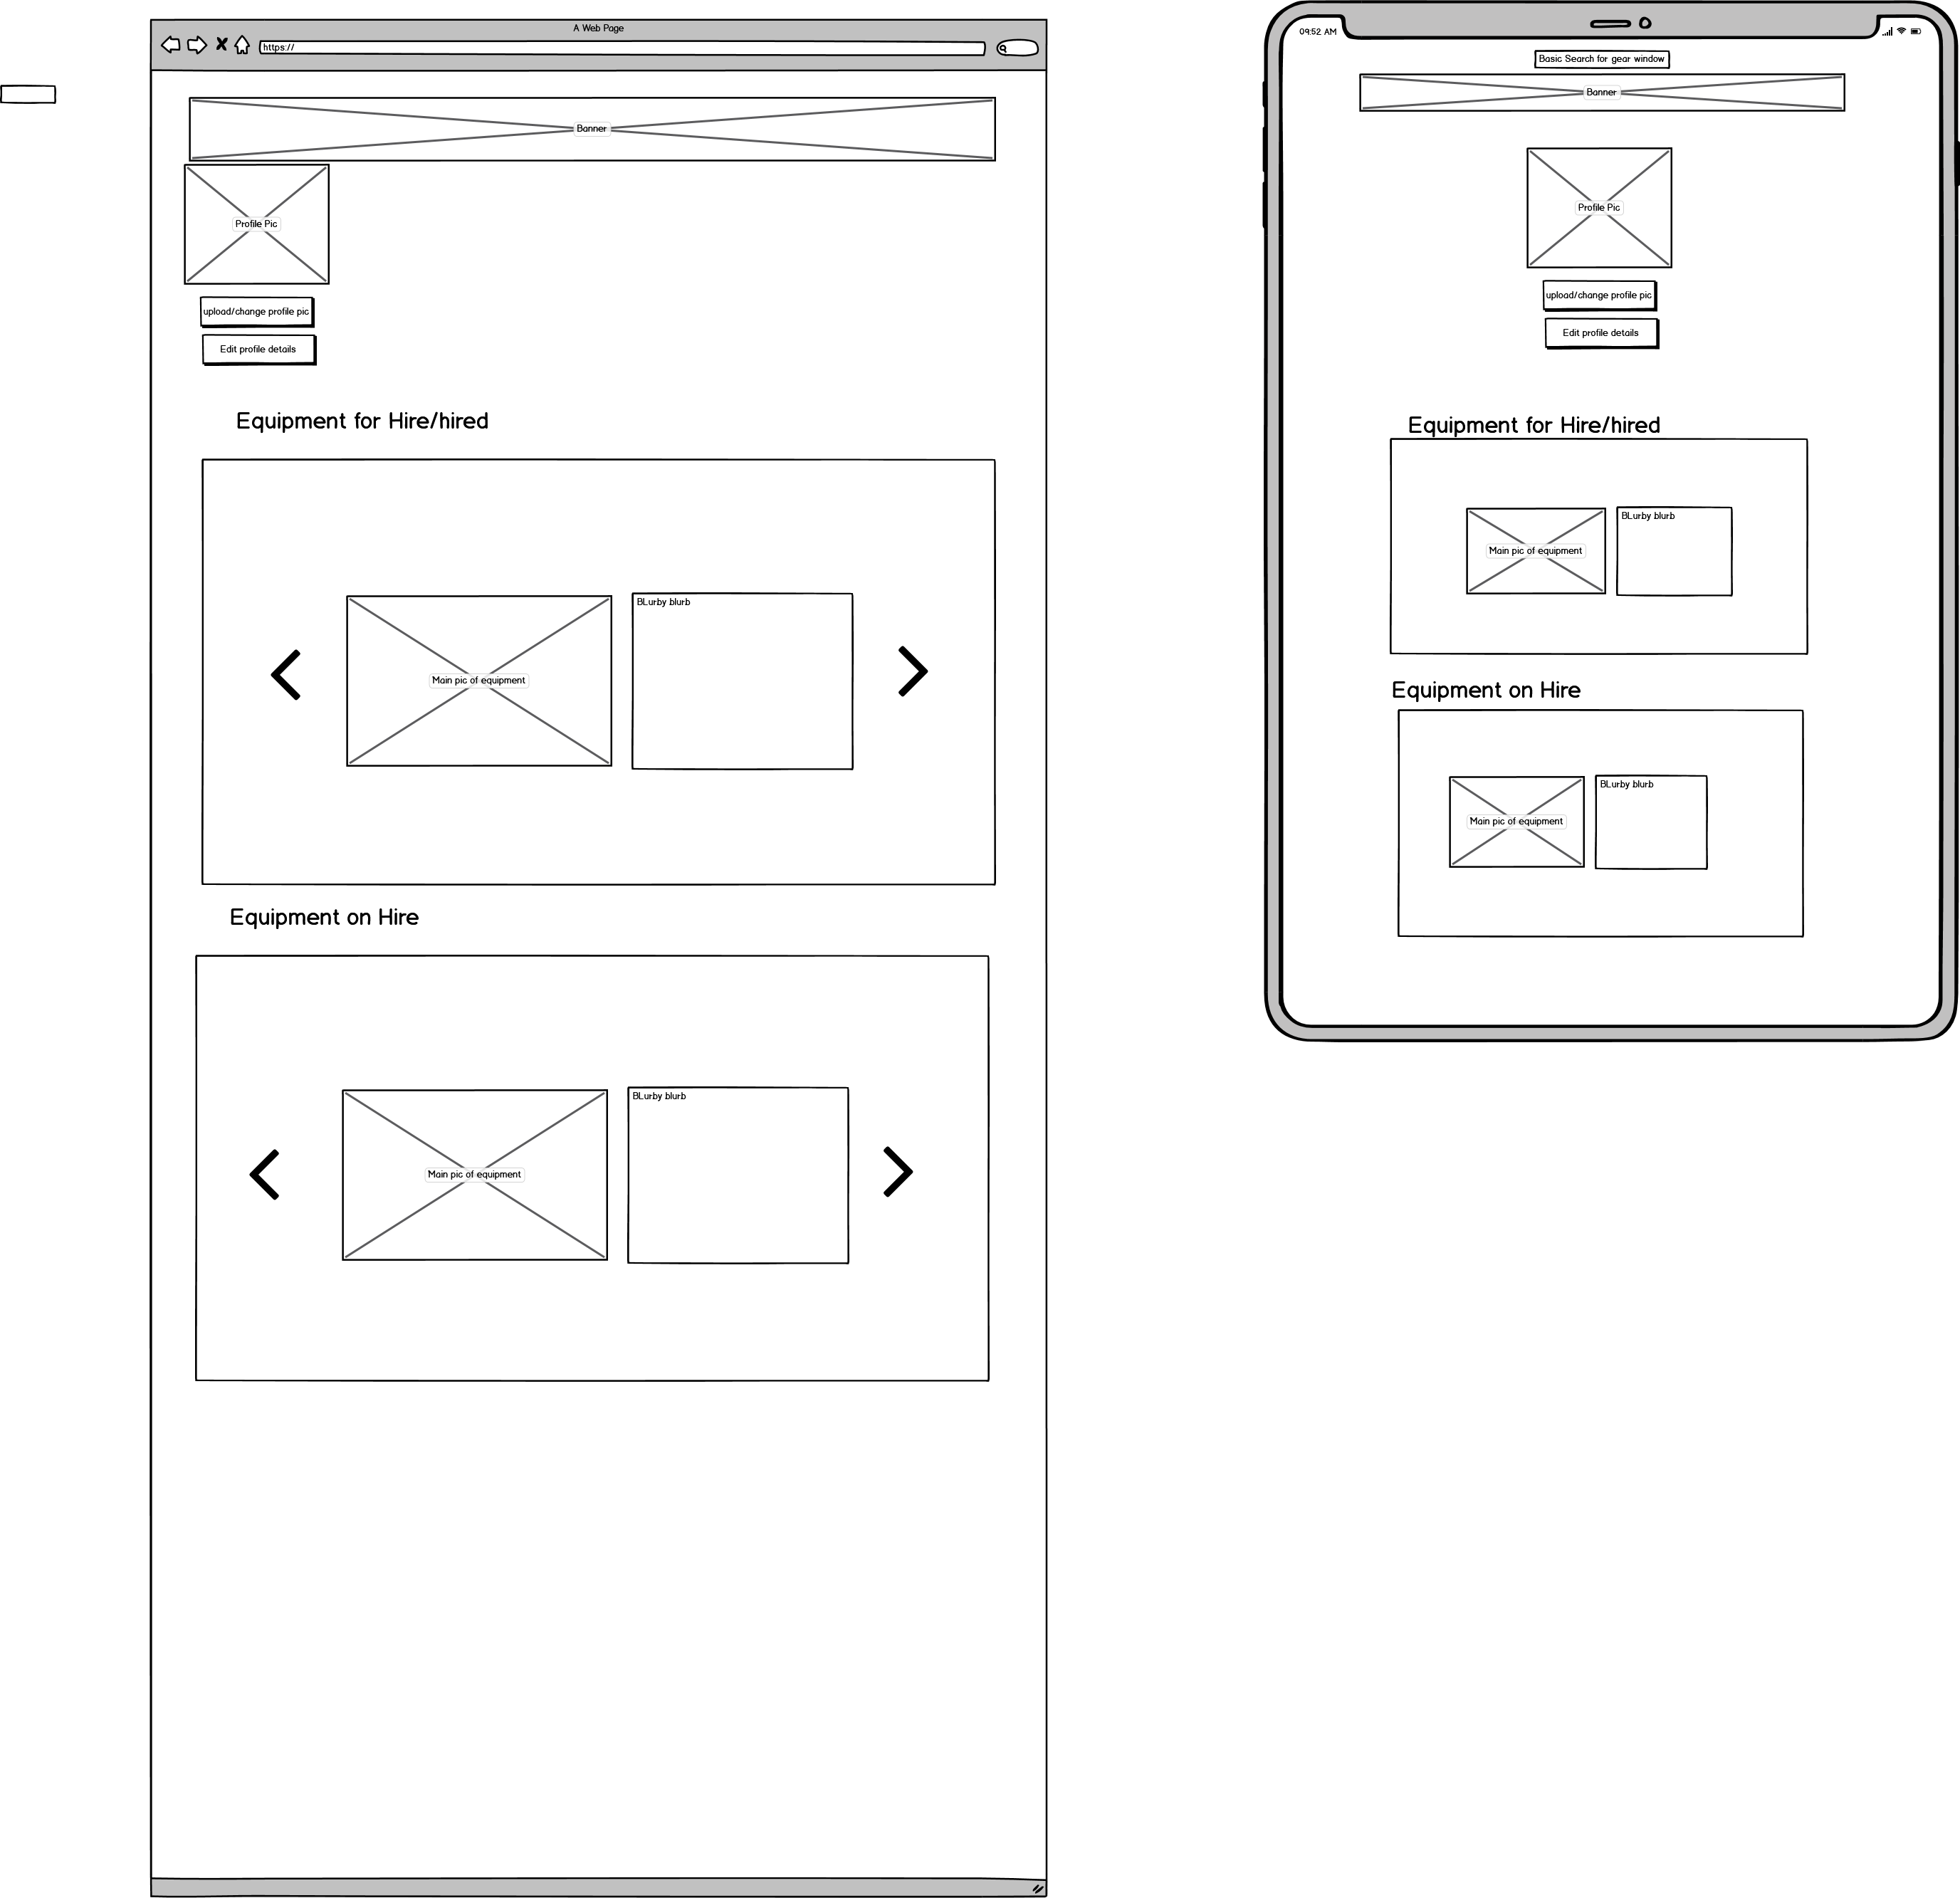 A Web Page
https://
Banner
Profile Pic
upload/change profile pic
Edit profile details
Equipment for Hire/hired
Main pic of equipment
BLurby blurb
Equipment on Hire
Main pic of equipment
BLurby blurb
09:52 AM
Basic Search for gear window
Banner
Profile Pic
upload/change profile pic
Edit profile details
Equipment for Hire/hired
Main pic of equipment
BLurby blurb
Equipment on Hire
Main pic of equipment
BLurby blurb